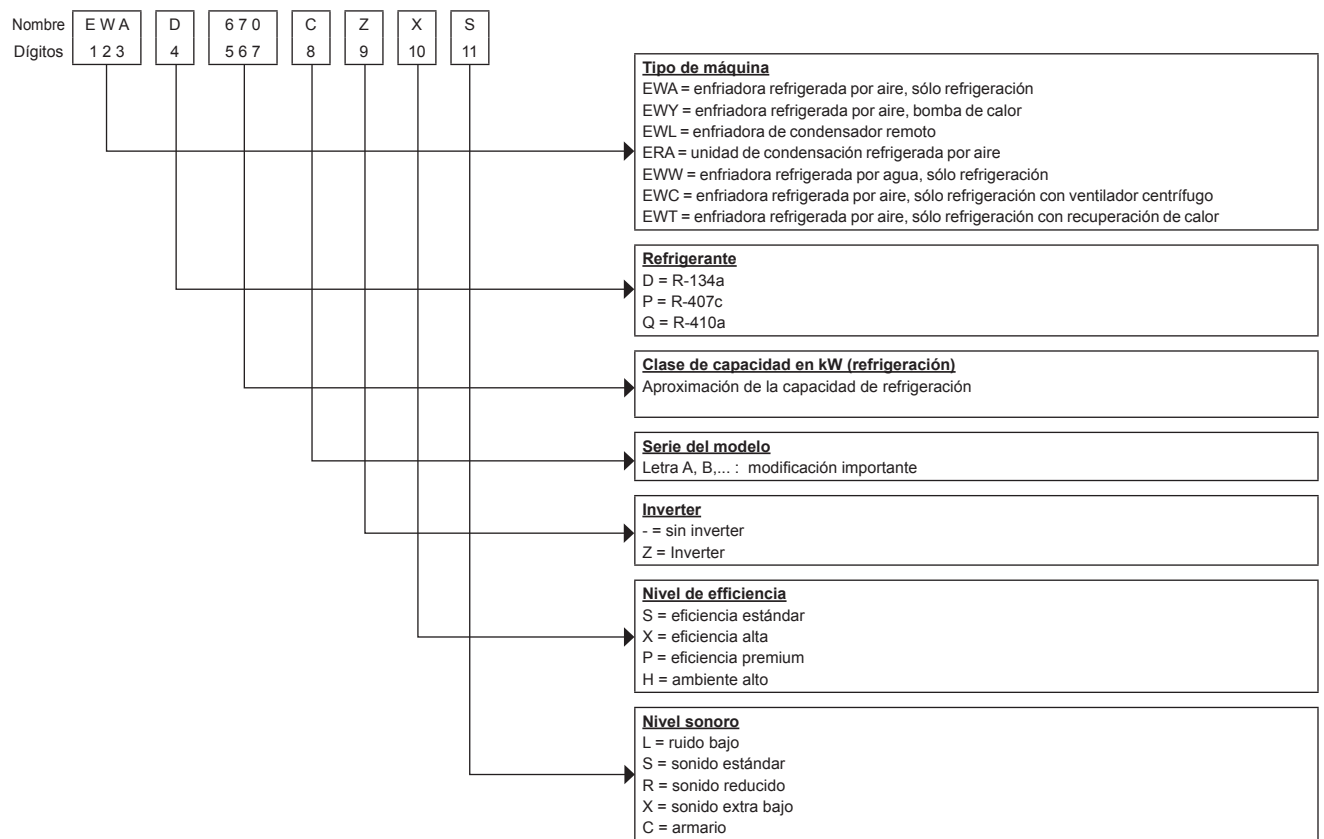 Nombre E W A D 6 7 0 C Z X S
Dígitos 1 2 3 4 5 6 7 8 9 10 11
Tipo de máquina
EWA = enfriadora refrigerada por aire, sólo refrigeración
EWY = enfriadora refrigerada por aire, bomba de calor
EWL = enfriadora de condensador remoto
ERA = unidad de condensación refrigerada por aire
EWW = enfriadora refrigerada por agua, sólo refrigeración
EWC = enfriadora refrigerada por aire, sólo refrigeración con ventilador centrífugo
EWT = enfriadora refrigerada por aire, sólo refrigeración con recuperación de calor
Refrigerante
D = R-134a
P = R-407c
Q = R-410a
Clase de capacidad en kW (refrigeración)
Aproximación de la capacidad de refrigeración
Serie del modelo
Letra A, B,... : modificación importante
Inverter
- = sin inverter
Z = Inverter
Nivel de efficiencia
S = eficiencia estándar
X = eficiencia alta
P = eficiencia premium
H = ambiente alto
Nivel sonoro
L = ruido bajo
S = sonido estándar
R = sonido reducido
X = sonido extra bajo
C = armario